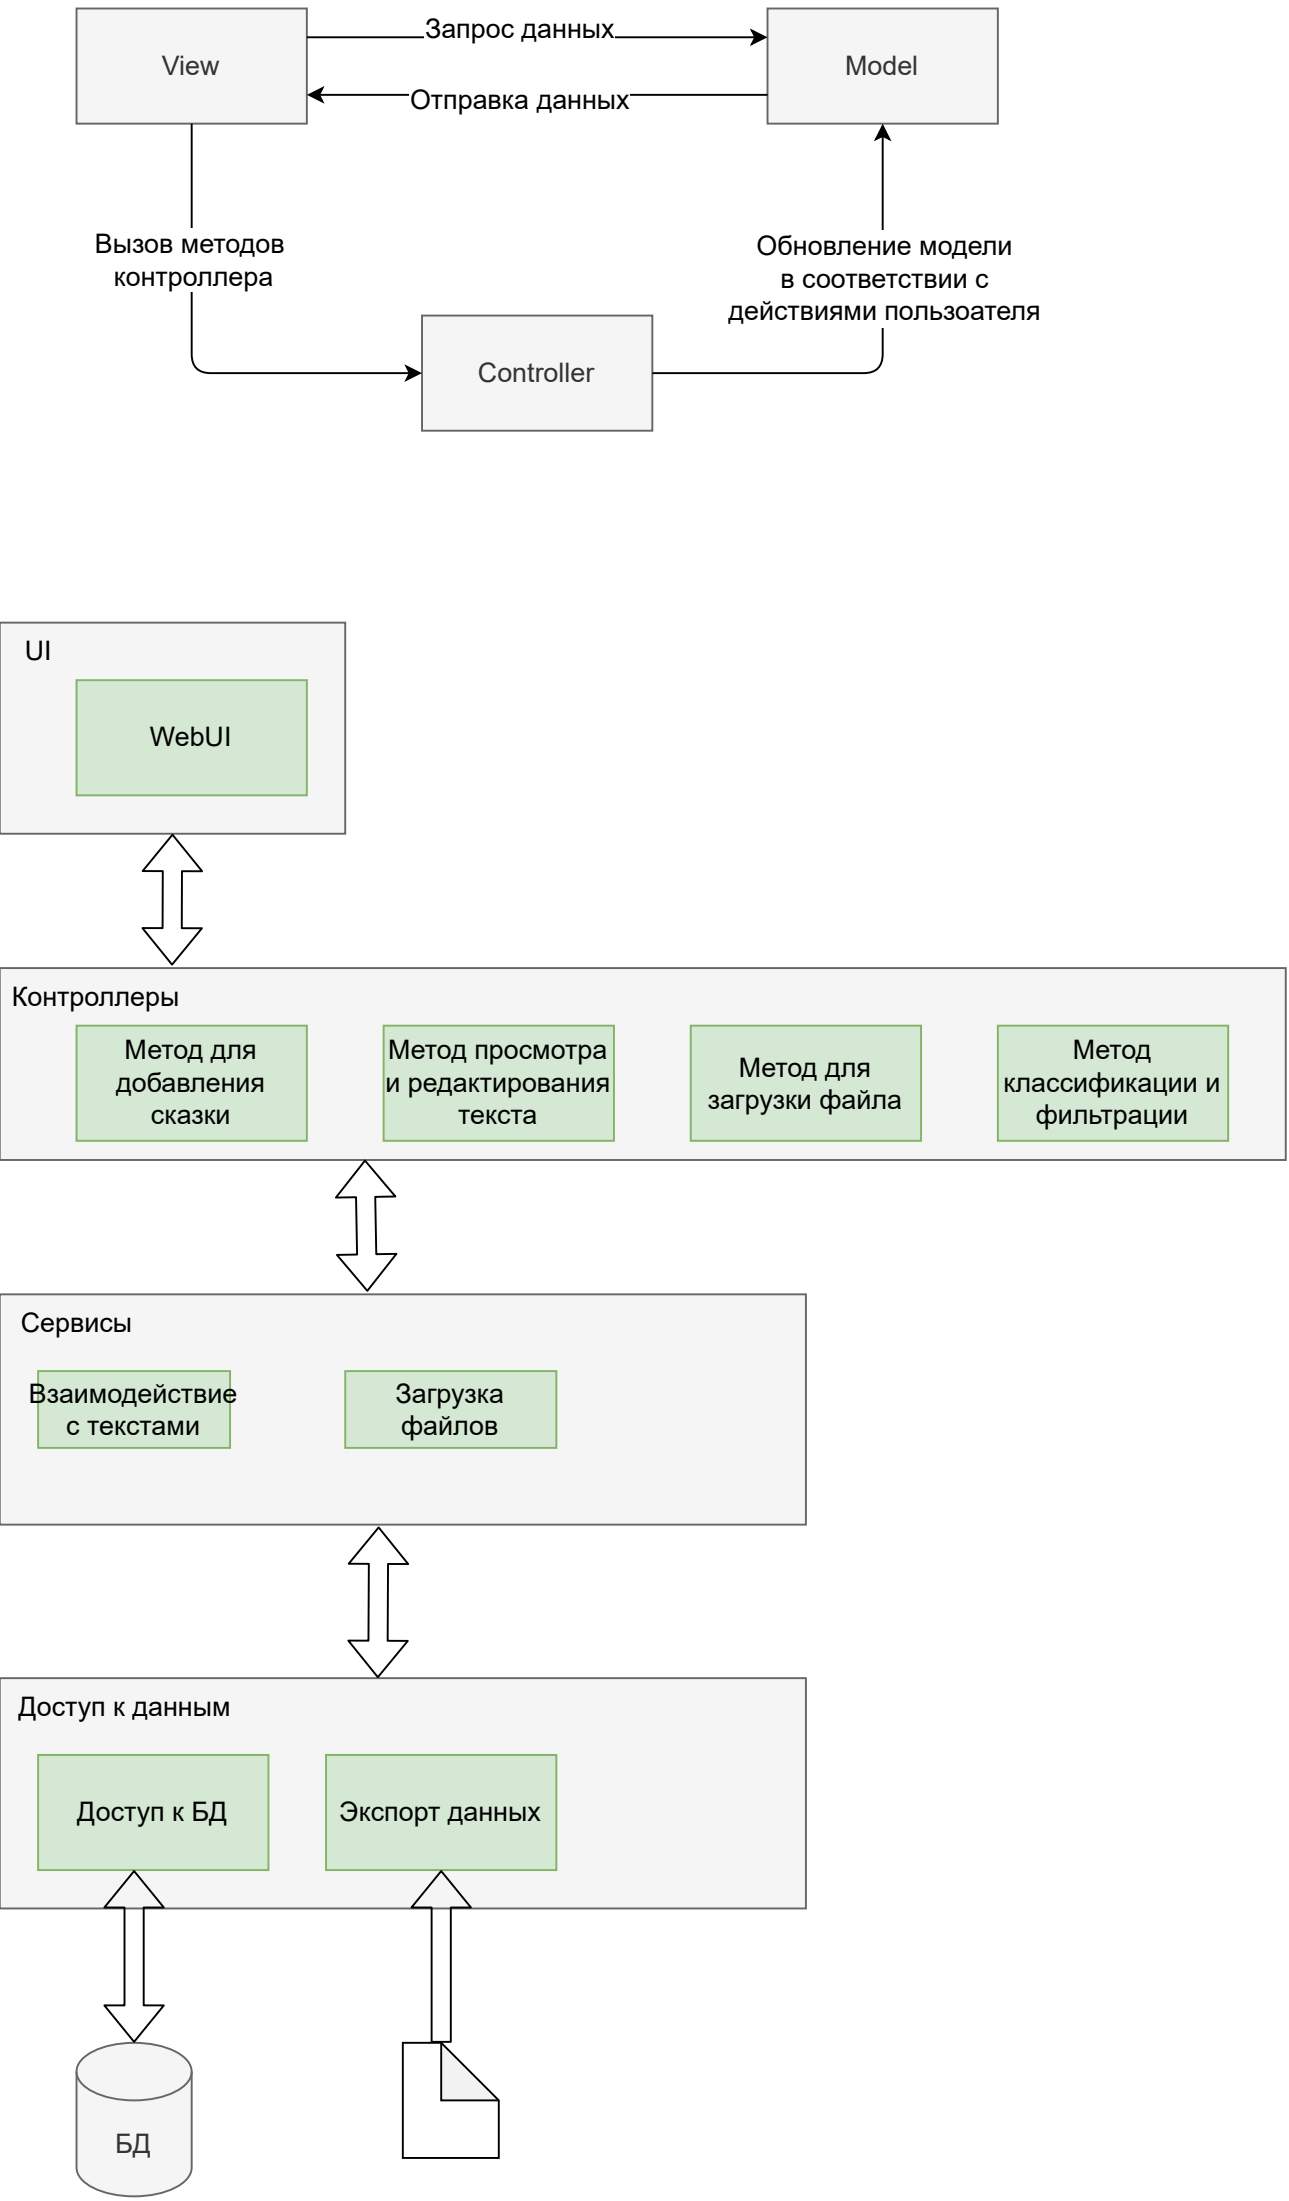 View
Запрос данных
Model
Отправка данных
Вызов методов
контроллера
Обновление модели
в соответствии с
действиями пользоателя
Controller
UI
WebUI
Контроллеры
Метод для
добавления
сказки
Метод просмотра
и редактирования
текста
Метод для
загрузки файла
Метод
классификации и
фильтрации
Сервисы
Взаимодействие
с текстами
Загрузка
файлов
Доступ к данным
Доступ к БД
Экспорт данных
БД